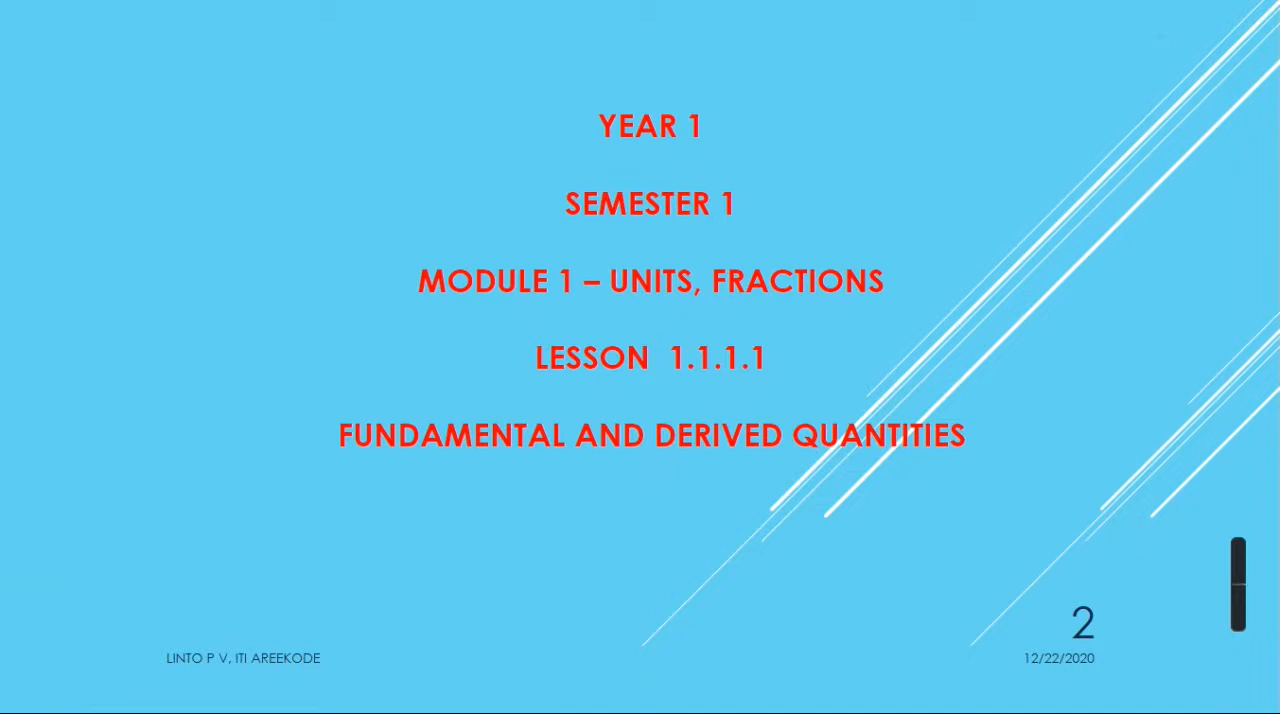 YEAR 1
SEMESTER 1
MODULE 1 – UNITS, FRACTIONS
LESSON  1.1.1.1
FUNDAMENTAL AND DERIVED QUANTITIES
2
LINTO P V, ITI AREEKODE
12/22/2020